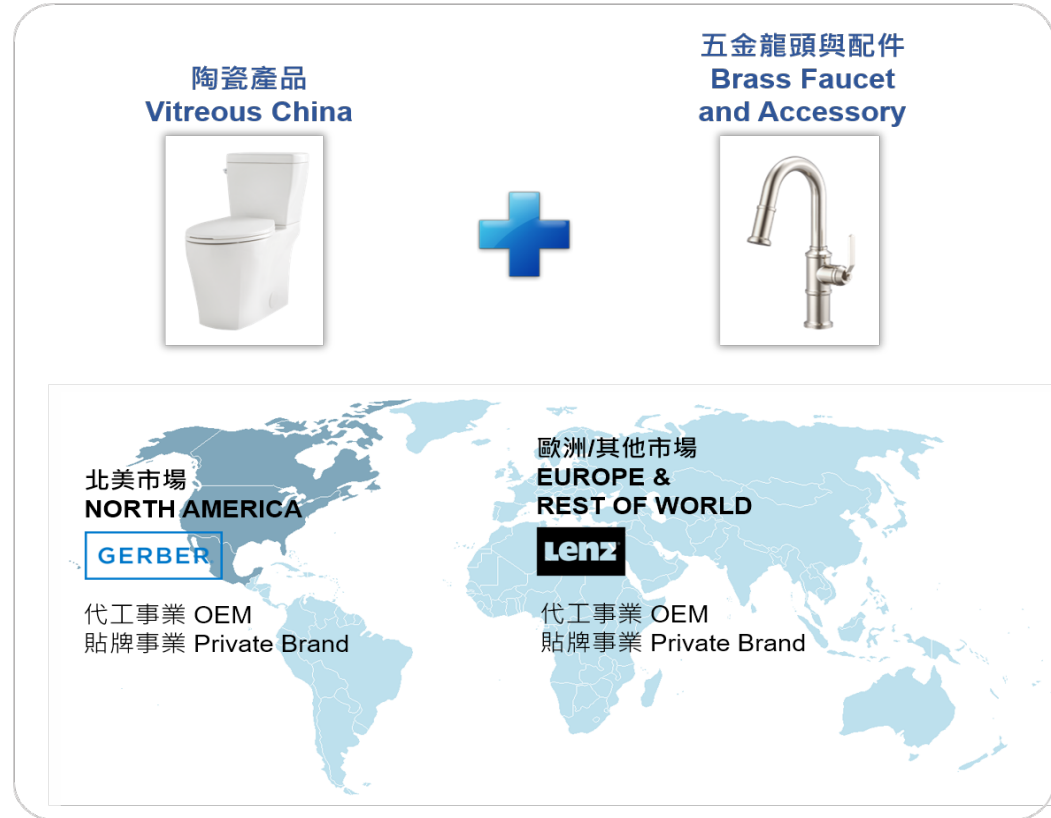 陶瓷產品
Vitreous China
五金龍頭與配件
Brass Faucet
and Accessory
北美市場
NORTH AMERICA
GERBER
代工事業 OEM
貼牌事業 Private Brand
歐洲/其他市場
EUROPE &
REST OF WORLD
Lenz
代工事業 OEM
貼牌事業 Private Brand